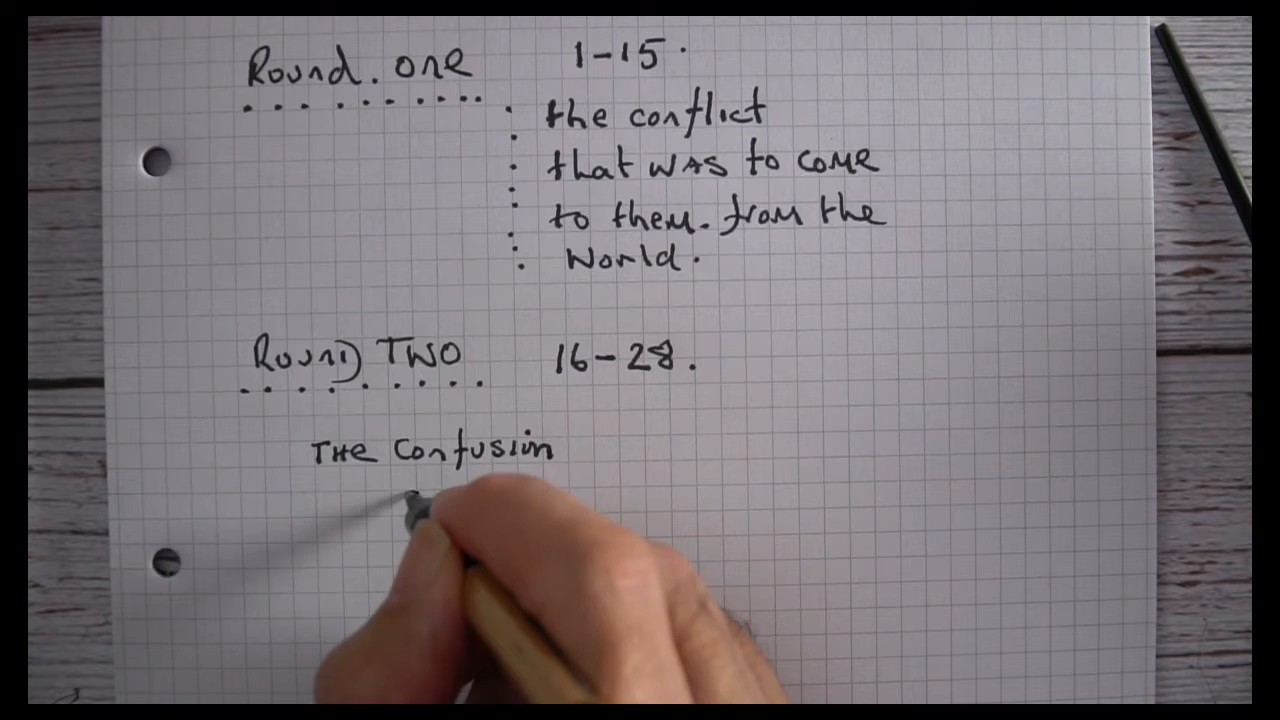 Round. one 1-15.
the conflict
that was to come
to them. from the
World.
Round TWO 16-28.
THE Confusion